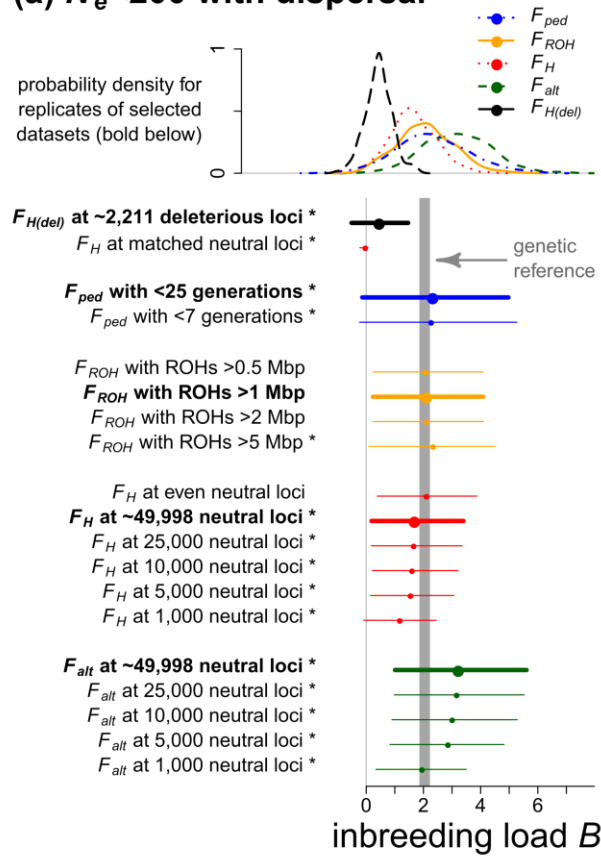 (a) Ne=200 with dispersal
Fped
FROH
FH
Falt
FH(del)
probability density for
replicates of selected
datasets (bold below)
1
0
FH(del) at ~2,211 deleterious loci *
FH at matched neutral loci *
genetic
reference
Fped with <25 generations *
Fped with <7 generations *
FROH with ROHs >0.5 Mbp
FROH with ROHs >1 Mbp
FROH with ROHs >2 Mbp
FROH with ROHs >5 Mbp *
FH at even neutral loci
FH at ~49,998 neutral loci *
FH at 25,000 neutral loci *
FH at 10,000 neutral loci *
FH at 5,000 neutral loci *
FH at 1,000 neutral loci *
Falt at ~49,998 neutral loci *
Falt at 25,000 neutral loci *
Falt at 10,000 neutral loci *
Falt at 5,000 neutral loci *
Falt at 1,000 neutral loci *
0 2 4 6
inbreeding load B